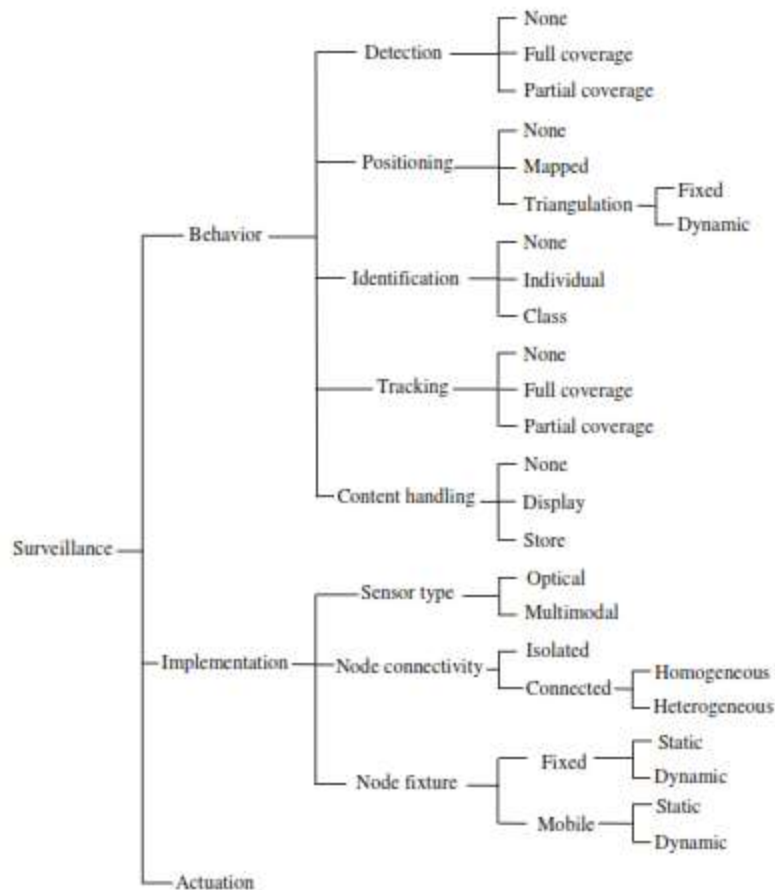 None
Detection
Full coverage
Partial coverage
None
Positioning
Mapped
Triangulation
Fixed
Dynamic
Behavior
None
Identification
Individual
Class
None
Tracking
Full coverage
Partial coverage
None
Content handling
Display
Store
Surveillance
Optical
Sensor type
Multimodal
Isolated
Implementation
Node connectivity
Connected
Homogeneous
Heterogeneous
Static
Fixed
Dynamic
Node fixture
Static
Mobile
Dynamic
Actuation